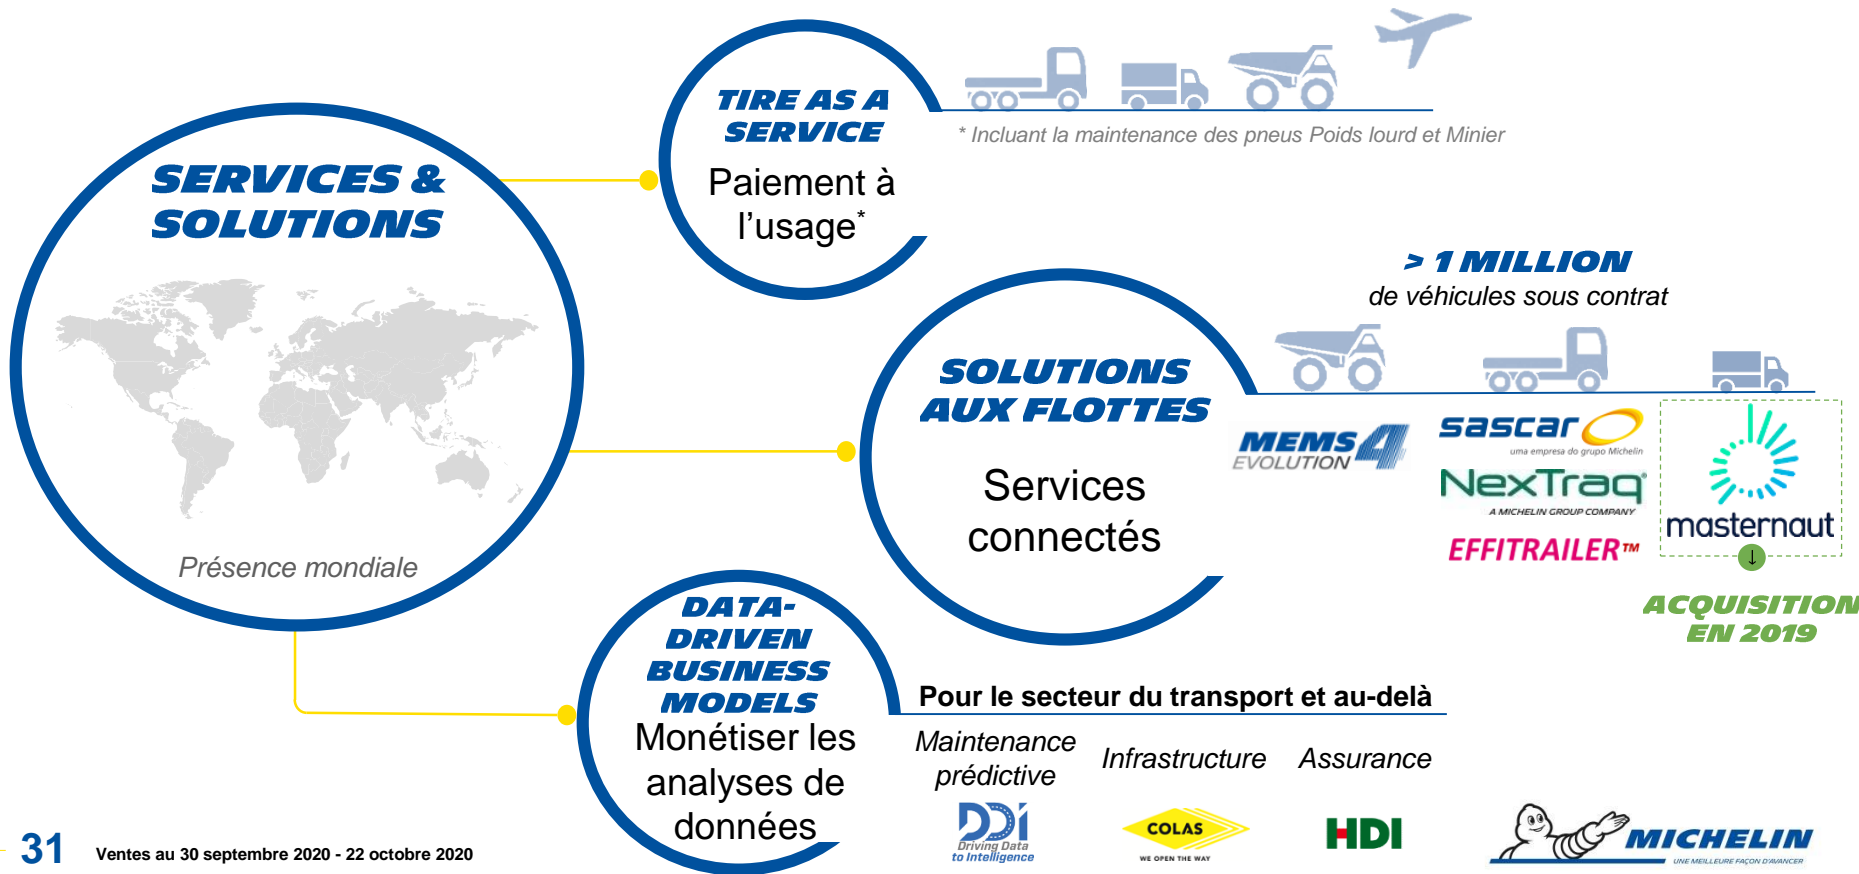 SERVICES &
SOLUTIONS
Présence mondiale
TIRE AS A
SERVICE
Paiement à
l’usage*
* Incluant la maintenance des pneus Poids lourd et Minier
> 1 MILLION
de véhicules sous contrat
SOLUTIONS
AUX FLOTTES
Services
connectés
MEMS4
EVOLUTION
sascar
uma empresa do grupo Michelin
NexTraq
A MICHELIN GROUP COMPANY
EFFITRAILER™
masternaut
↓
ACQUISITION
EN 2019
DATA-
DRIVEN
BUSINESS
MODELS
Monétiser les
analyses de
données
Pour le secteur du transport et au-delà
Maintenance
prédictive
Infrastructure
Assurance
DDi
Driving Data
to Intelligence
COLAS
WE OPEN THE WAY
HDI
MICHELIN
UNE MEILLEURE FAÇON D'AVANCER
31
Ventes au 30 septembre 2020 - 22 octobre 2020